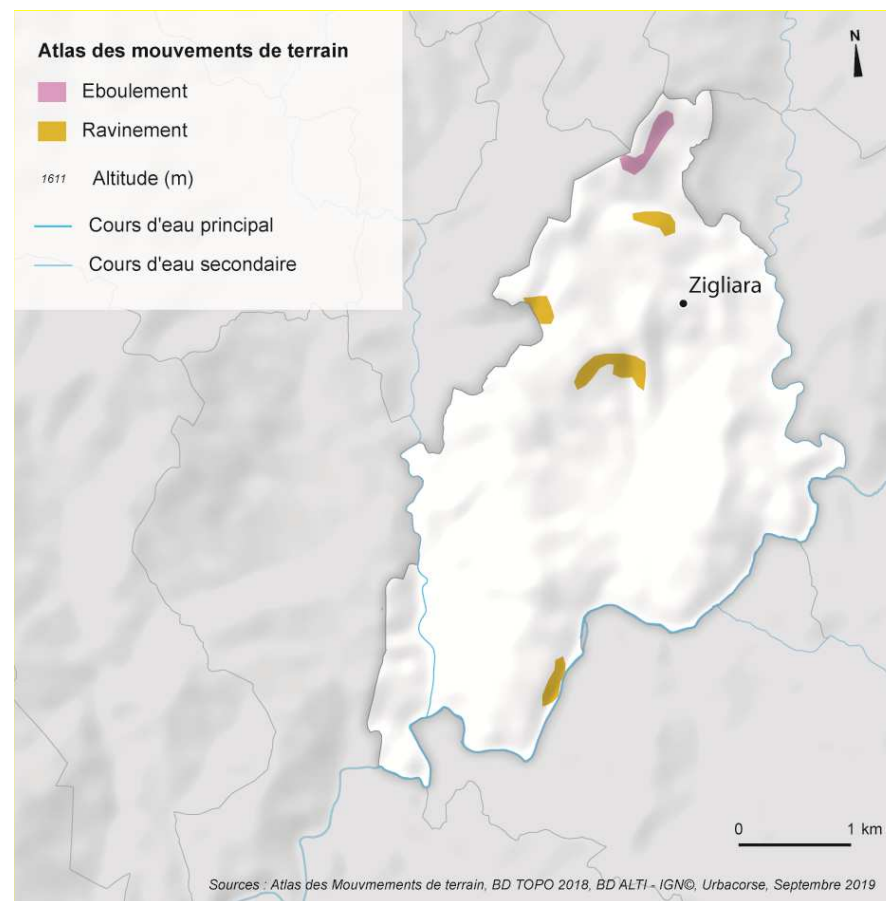 Atlas des mouvements de terrain
Eboulement
Ravinement
1611 Altitude (m)
Cours d'eau principal
Cours d'eau secondaire
N
Zigliara
0 1 km
Sources : Atlas des Mouvmements de terrain, BD TOPO 2018, BD ALTI - IGN©, Urbacorse, Septembre 2019